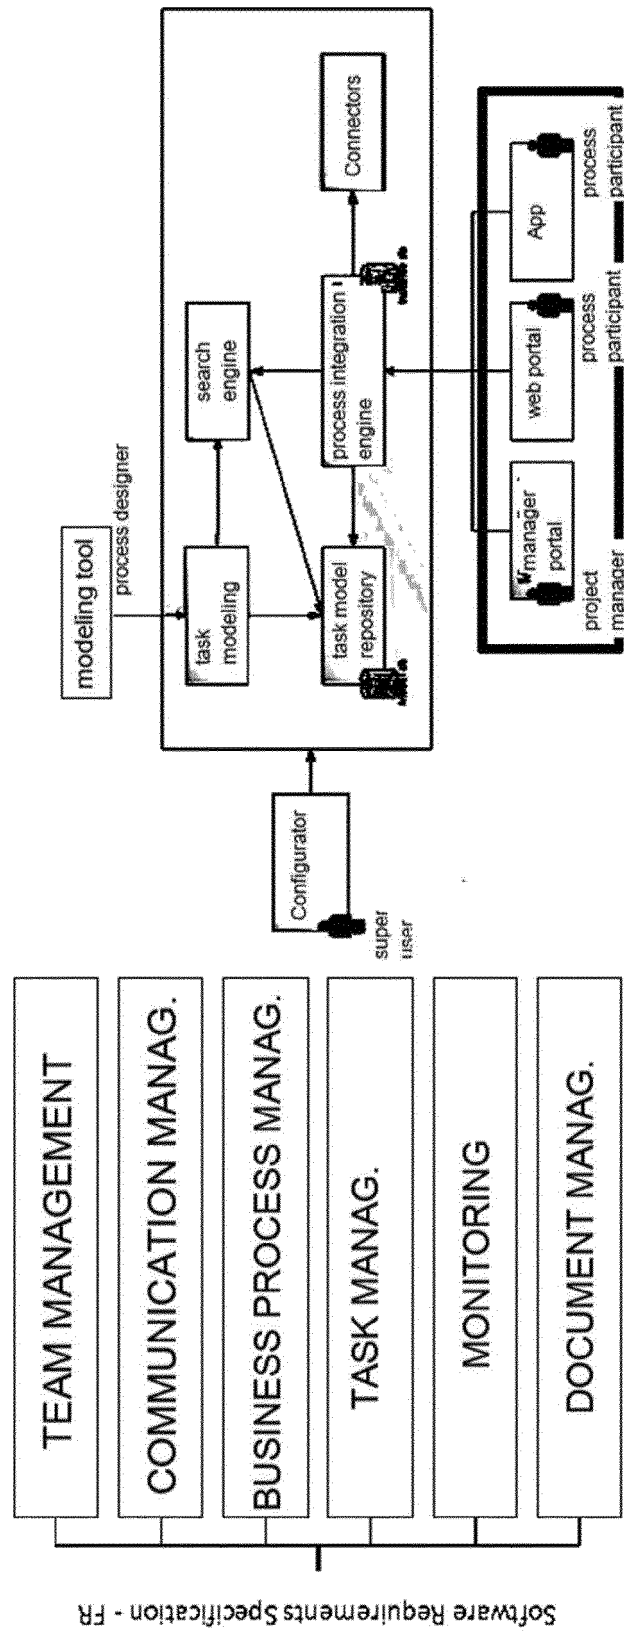 Software Requirements Specification - FR
TEAM MANAGEMENT
COMMUNICATION MANAG.
BUSINESS PROCESS MANAG.
TASK MANAG.
MONITORING
DOCUMENT MANAG.
Configurator
super
user
modeling tool
process designer
task
modeling
search
engine
task model
repository
process integration
engine
Connectors
manager
portal
project
manager
web portal
process
participant
App
process
participant